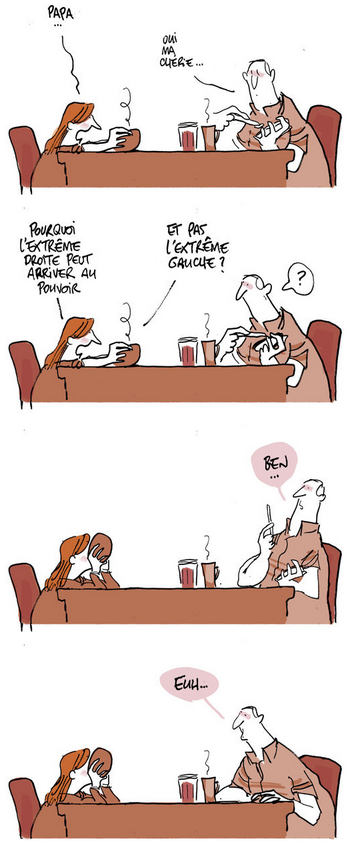 PAPA
...
OUI
MA
CHÉRIE...
POURQUOI
L'EXTRÊME
DROITE PEUT
ARRIVER AU
POUVOIR
ET PAS
L'EXTRÊME
GAUCHE ?
?
BEN
...
EUH...